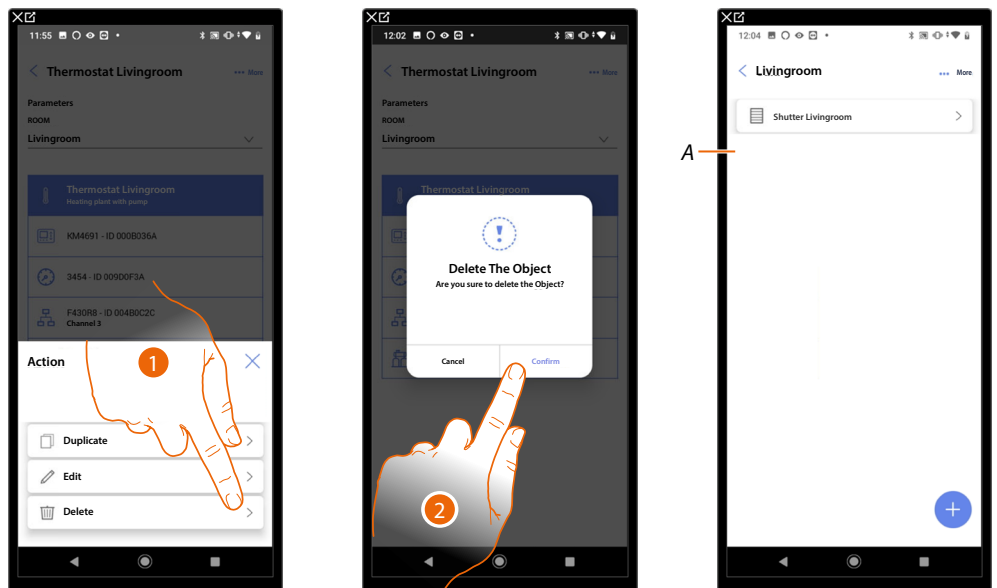 11:55
Thermostat Livingroom
More
Parameters
ROOM
Livingroom
Thermostat Livingroom
Heating plant with pump
KM4691 - ID 000B036A
3454 - ID 009D0F3A
F430R8 - ID 004B0C2C
Channel 3
Action
1
Duplicate
Edit
Delete
12:02
Thermostat Livingroom
More
Parameters
ROOM
Livingroom
Thermostat Livingroom
Delete The Object
Are you sure to delete the Object?
Cancel
Confirm
2
12:04
Livingroom
More
Shutter Livingroom
A